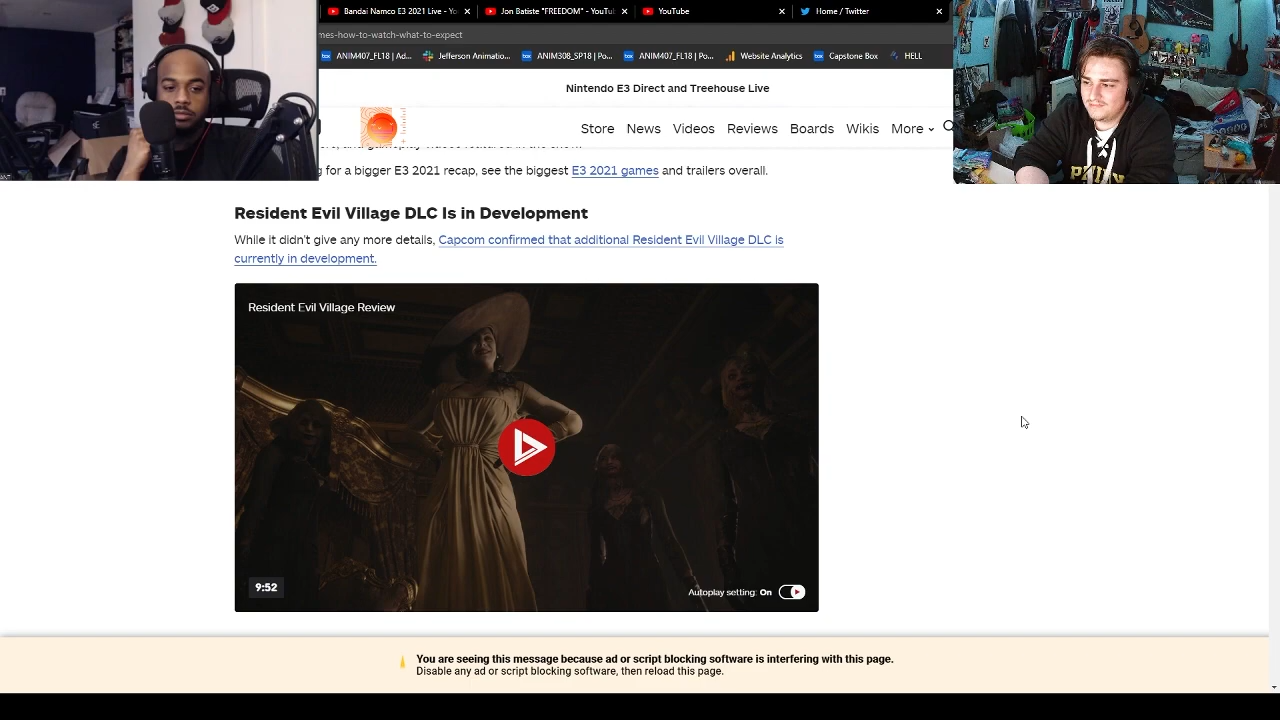 Bandai Namco E3 2021 Live - Yo
Jon Batiste "FREEDOM" - YouTu
YouTube
Home / Twitter
mes-how-to-watch-what-to-expect
ANIM407_FL18 | Ad...
Jefferson Animatio...
ANIM308_SP18 | Po...
ANIM407_FL18 | Po...
Website Analytics
Capstone Box
HELL
Nintendo E3 Direct and Treehouse Live
Store News Videos Reviews Boards Wikis More
g for a bigger E3 2021 recap, see the biggest E3 2021 games and trailers overall.
Resident Evil Village DLC Is in Development
While it didn't give any more details, Capcom confirmed that additional Resident Evil Village DLC is
currently in development.
Resident Evil Village Review
9:52
Autoplay setting: On
You are seeing this message because ad or script blocking software is interfering with this page.
Disable any ad or script blocking software, then reload this page.